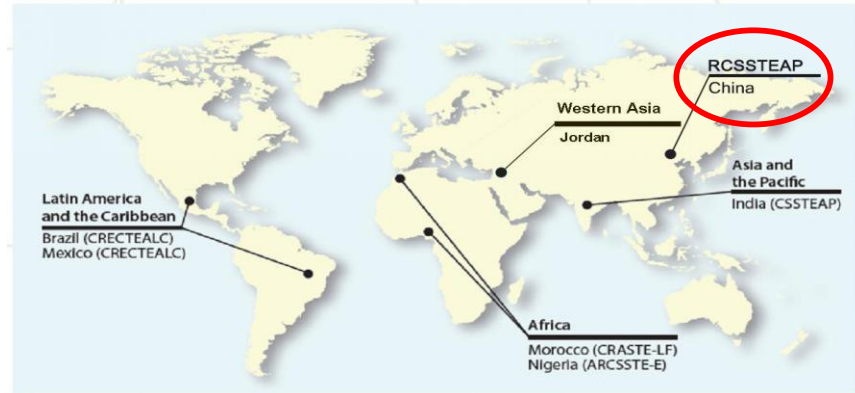 RCSSTEAP
China
Western Asia
Jordan
Asia and
the Pacific
India (CSSTEAP)
Latin America
and the Caribbean
Brazil (CRECTEALC)
Mexico (CRECTEALC)
Africa
Morocco (CRASTE-LF)
Nigeria (ARCSSTE-E)